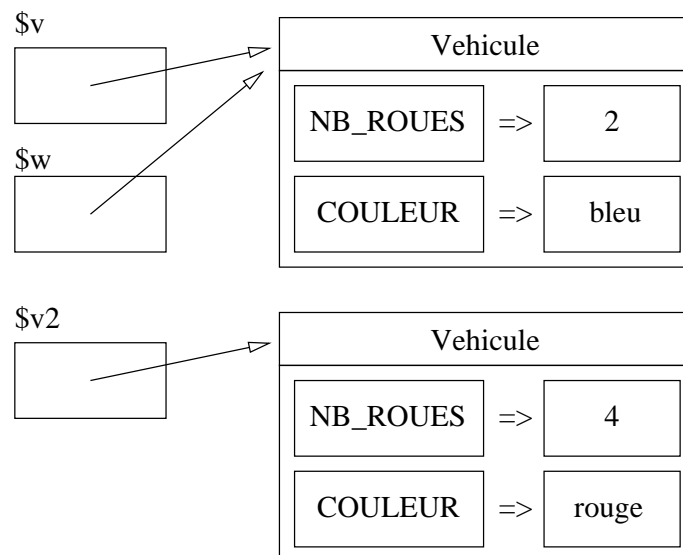 $v
Vehicule
NB_ROUES => 2
$w
COULEUR => bleu
$v2
Vehicule
NB_ROUES => 4
COULEUR => rouge